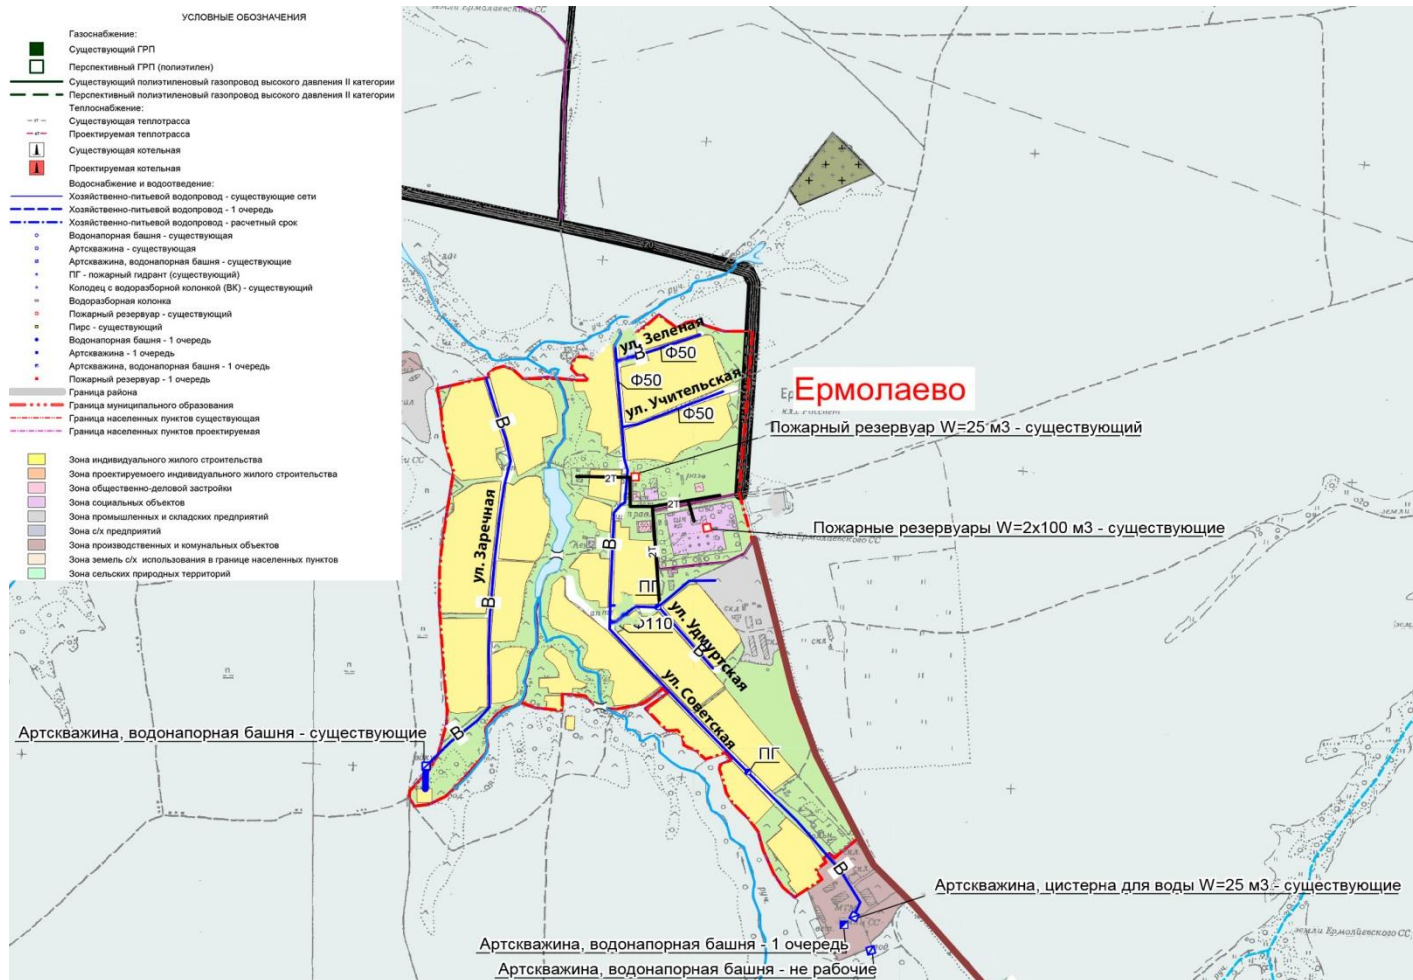 УСЛОВНЫЕ ОБОЗНАЧЕНИЯ
Газоснабжение:
Существующий ГРП
Перспективный ГРП (полиэтилен)
Существующий полиэтиленовый газопровод высокого давления II категории
Перспективный полиэтиленовый газопровод высокого давления II категории
Теплоснабжение:
Существующая теплотрасса
Проектируемая теплотрасса
Существующая котельная
Проектируемая котельная
Водоснабжение и водоотведение:
Хозяйственно-питьевой водопровод - существующие сети
Хозяйственно-питьевой водопровод - 1 очередь
Хозяйственно-питьевой водопровод - расчетный срок
Водонапорная башня - существующая
Артскважина - существующая
Артскважина, водонапорная башня - существующие
ПГ - пожарный гидрант (существующий)
Колодец с водоразборной колонкой (ВК) - существующий
Водоразборная колонка
Пожарный резервуар - существующий
Пирс - существующий
Водонапорная башня - 1 очередь
Артскважина - 1 очередь
Артскважина, водонапорная башня - 1 очередь
Пожарный резервуар - 1 очередь
Граница района
Граница муниципального образования
Граница населенных пунктов существующая
Граница населенных пунктов проектируемая
Зона индивидуального жилого строительства
Зона проектируемоего индивидуального жилого строительства
Зона общественно-деловой застройки
Зона социальных объектов
Зона промышленных и складских предприятий
Зона с/х предприятий
Зона производственных и комунальных объектов
Зона земель с/х использования в границе населенных пунктов
Зона сельских природных территорий
ул. Зеленая
В
Ф50
Ф50
ул. Учительская
Ф50
Ермолаево
Пожарный резервуар W=25 м3 - существующий
В
2Т
2Т
Пожарные резервуары W=2х100 м3 - существующие
ул. Заречная
В
2Т
ПГ
В
Ф110
ул. Удмуртская
В
ул. Советская
Артскважина, водонапорная башня - существующие
В
ПГ
В
Артскважина, цистерна для воды W=25 м3 - существующие
земли Ермолаевского СС
Артскважина, водонапорная башня - 1 очередь
Артскважина, водонапорная башня - не рабочие